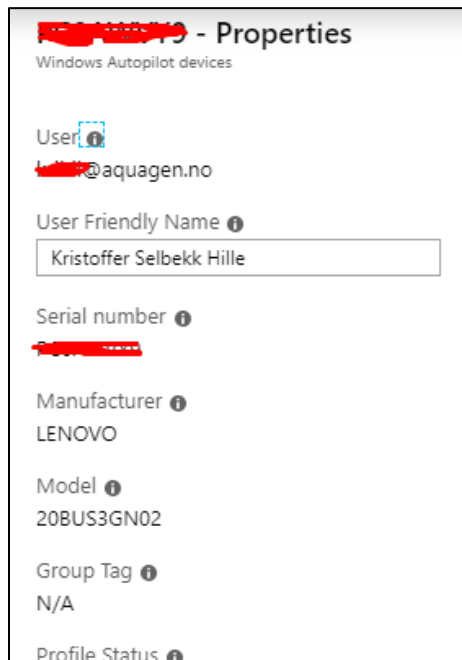 - Properties
Windows Autopilot devices
User
@aquagen.no
User Friendly Name
Kristoffer Selbekk Hille
Serial number
Manufacturer
LENOVO
Model
20BUS3GN02
Group Tag
N/A
Profile Status